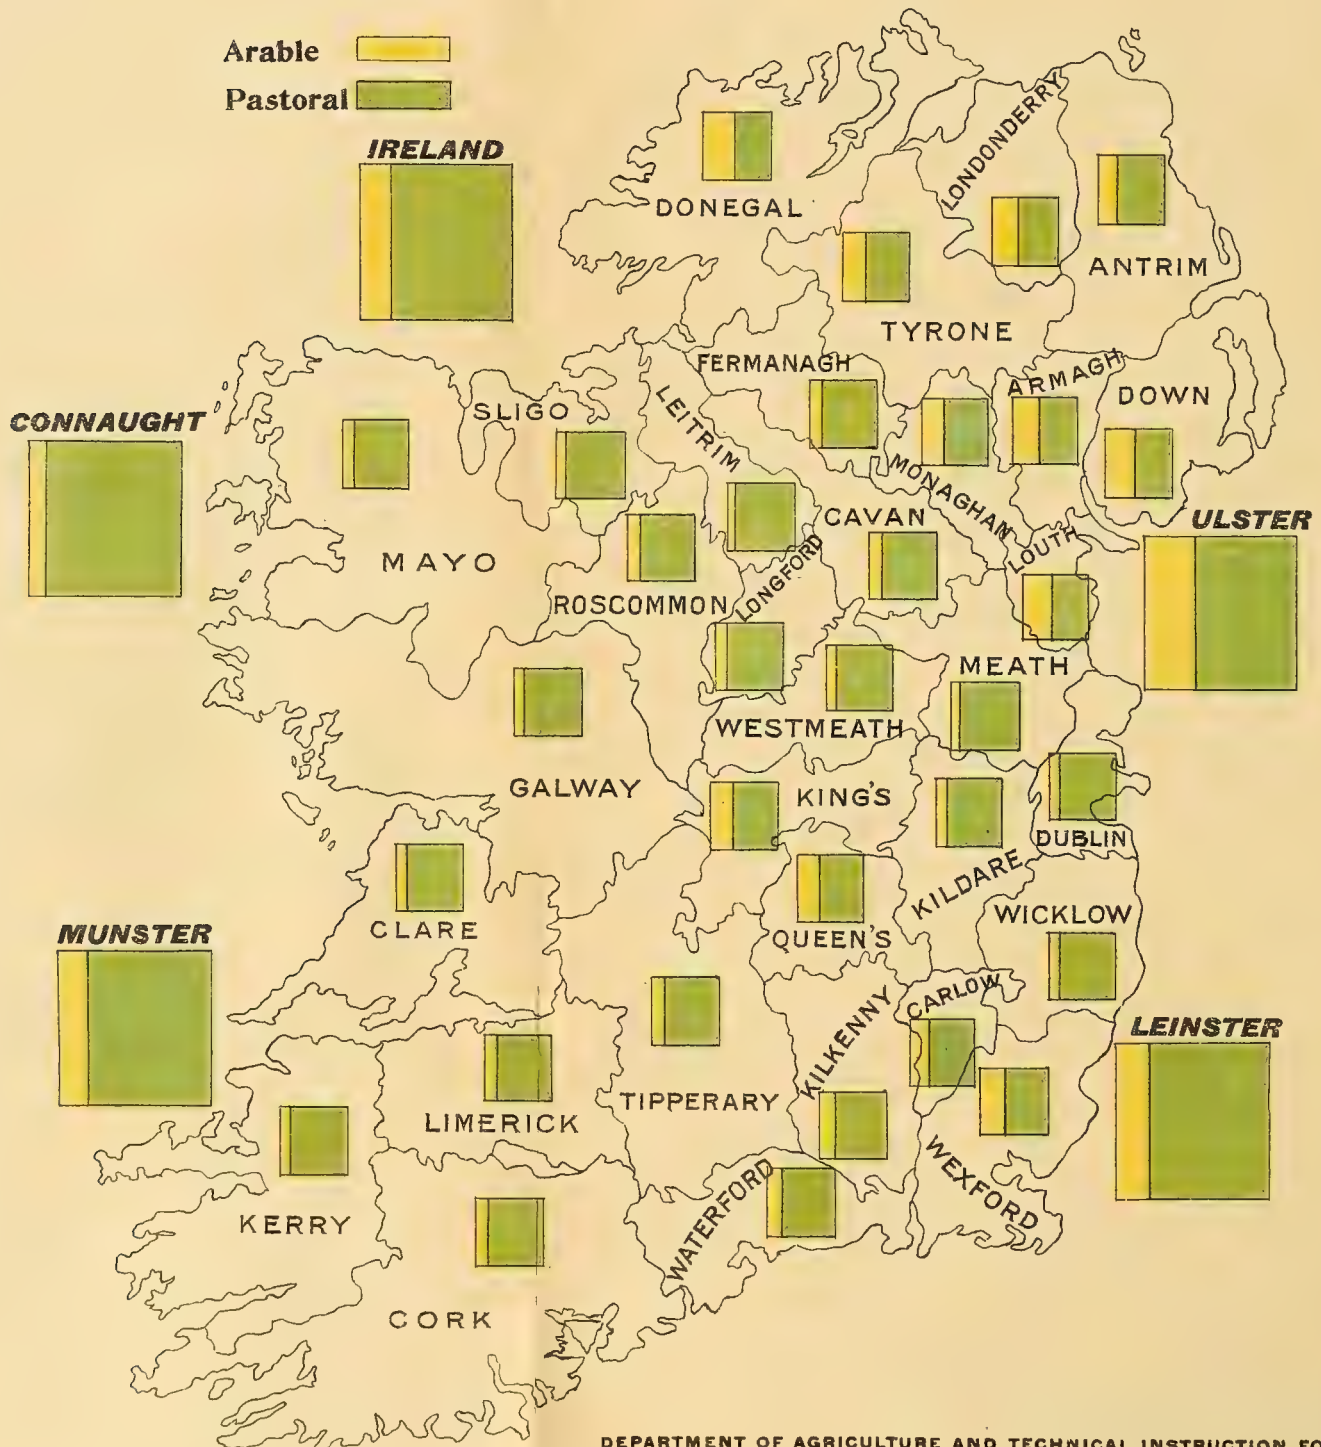 Arable
Pastoral
IRELAND
LONDONDERRY
DONEGAL
ANTRIM
TYRONE
FERMANAGH
ARMAGH
DOWN
CONNAUGHT
SLIGO
LEITRIM
MONAGHAN
CAVAN
ULSTER
LOUTH
MAYO
LONGFORD
ROSCOMMON
MEATH
WESTMEATH
GALWAY
KING'S
DUBLIN
KILDARE
WICKLOW
CLARE
MUNSTER
QUEEN'S
CARLOW
LEINSTER
KILKENNY
TIPPERARY
LIMERICK
WEXFORD
WATERFORD
KERRY
CORK
DEPARTMENT OF AGRICULTURE AND TECHNICAL INSTRUCTION